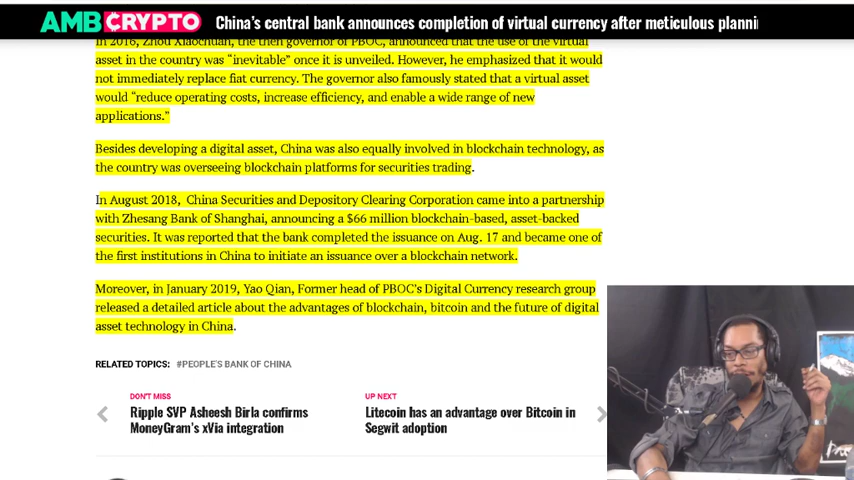 AMBCRYPTO
China's central bank announces completion of virtual currency after meticulous planni
In 2016, Zhou Xiaochuan, the then governor of PBOC, announced that the use of the virtual
asset in the country was “inevitable” once it is unveiled. However, he emphasized that it would
not immediately replace fiat currency. The governor also famously stated that a virtual asset
would “reduce operating costs, increase efficiency, and enable a wide range of new
applications.”
Besides developing a digital asset, China was also equally involved in blockchain technology, as
the country was overseeing blockchain platforms for securities trading.
In August 2018, China Securities and Depository Clearing Corporation came into a partnership
with Zhesang Bank of Shanghai, announcing a $66 million blockchain-based, asset-backed
securities. It was reported that the bank completed the issuance on Aug. 17 and became one of
the first institutions in China to initiate an issuance over a blockchain network.
Moreover, in January 2019, Yao Qian, Former head of PBOC's Digital Currency research group
released a detailed article about the advantages of blockchain, bitcoin and the future of digital
asset technology in China.
RELATED TOPICS: #PEOPLE'S BANK OF CHINA
DON'T MISS
Ripple SVP Asheesh Birla confirms
MoneyGram's xVia integration
UP NEXT
Litecoin has an advantage over Bitcoin in
Segwit adoption